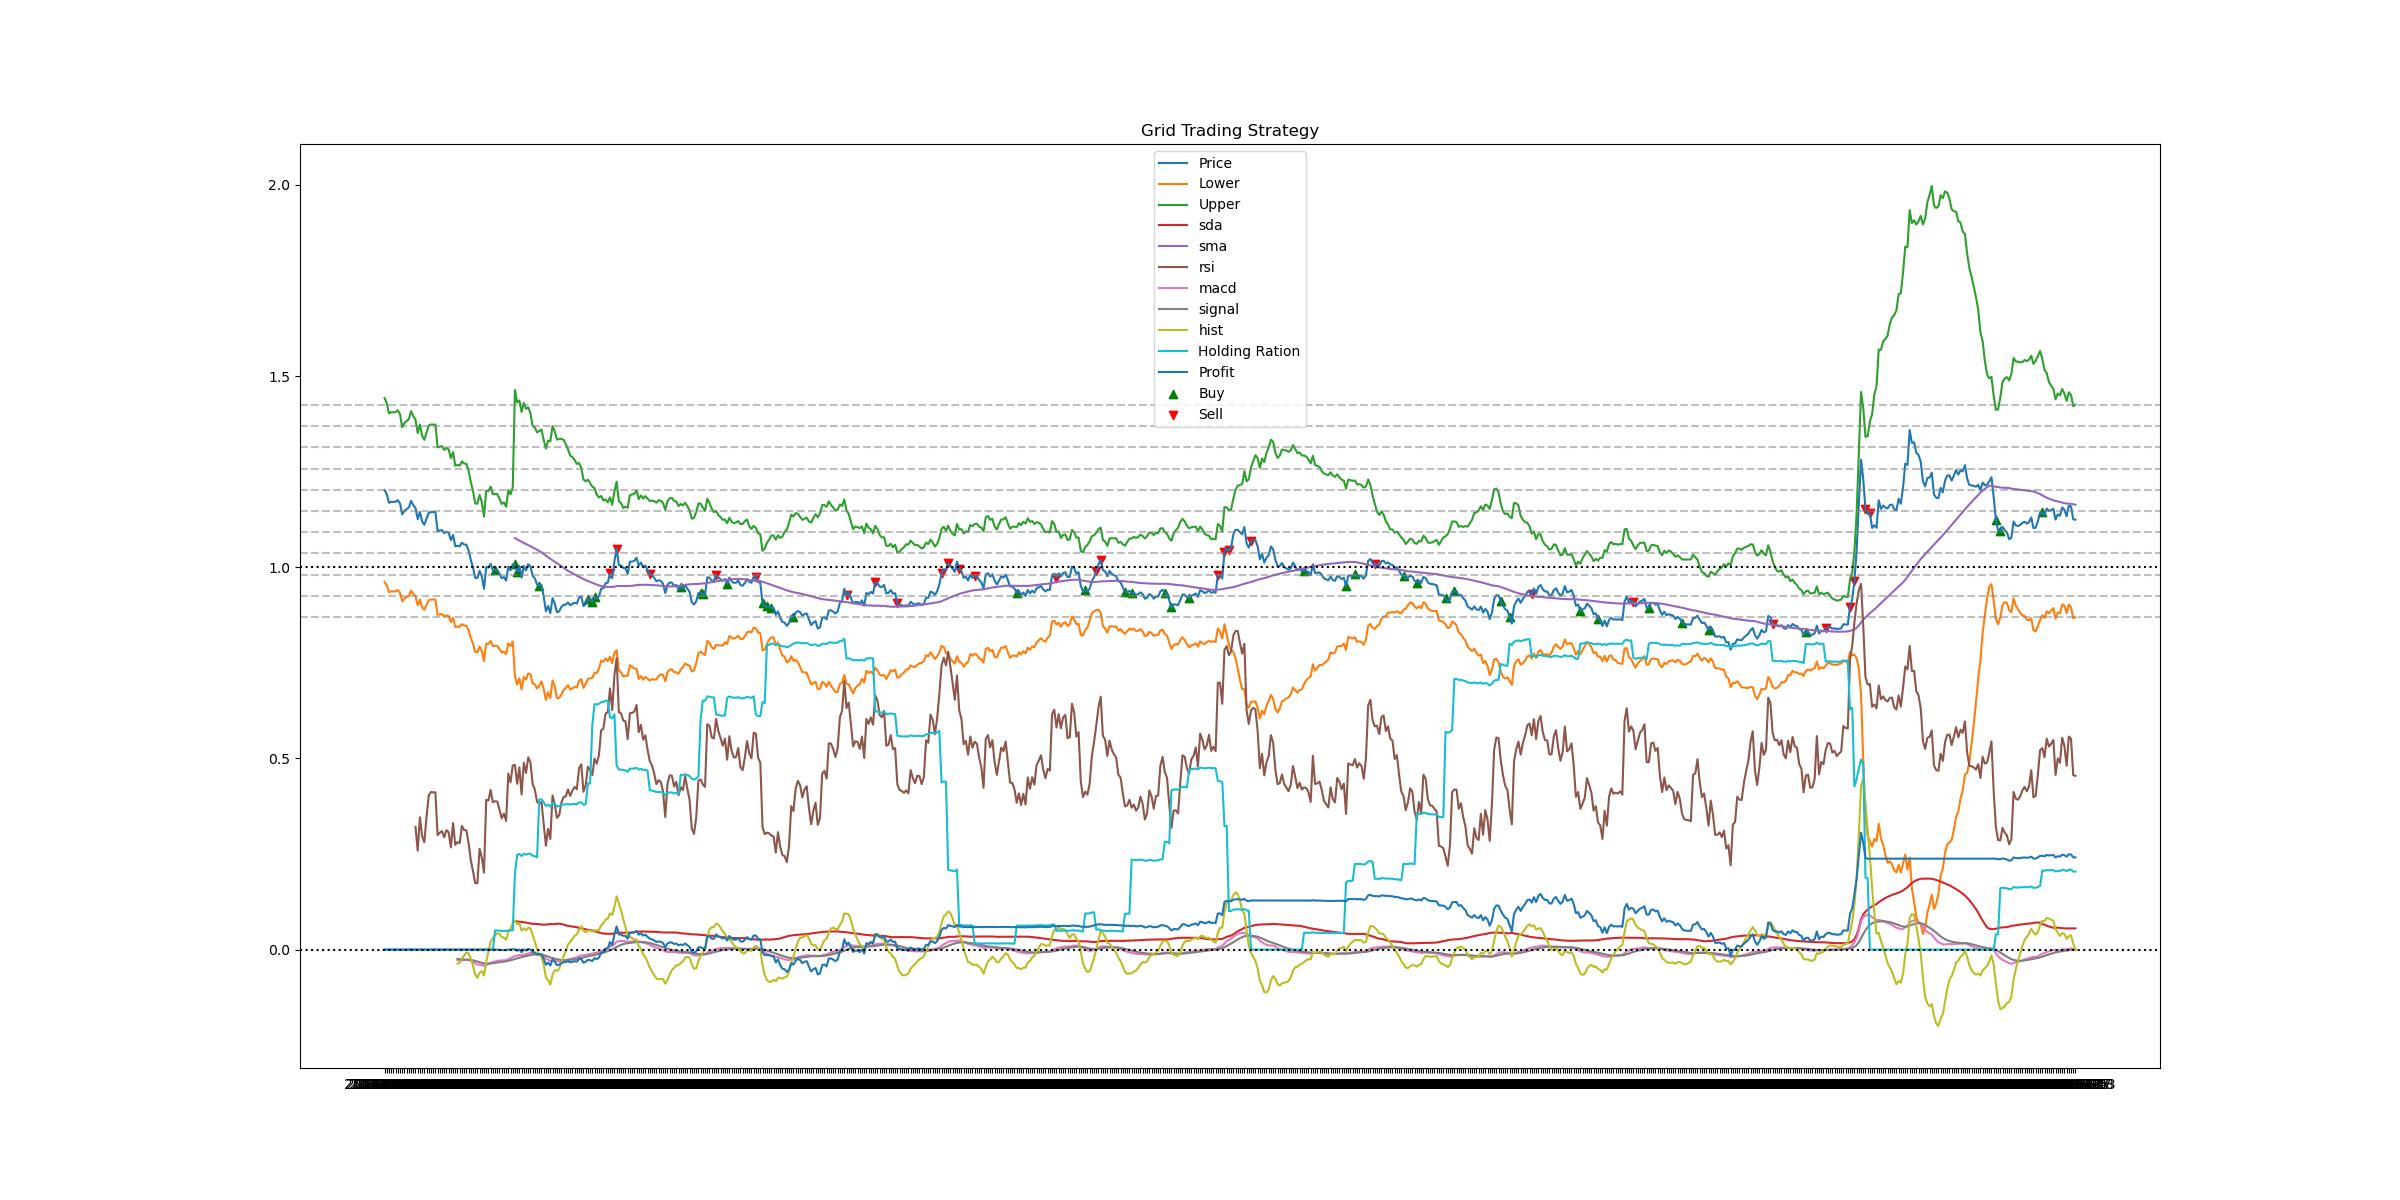 Grid Trading Strategy
2.0
1.5
1.0
0.5
0.0
Price
Lower
Upper
sda
sma
rsi
macd
signal
hist
Holding Ration
Profit
Buy
Sell